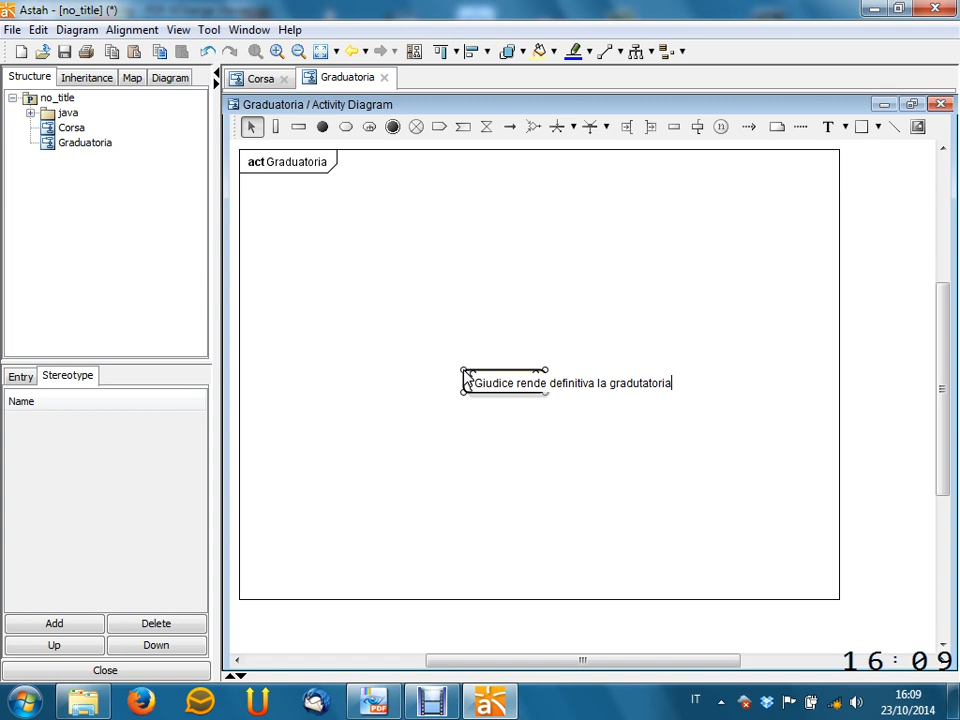 Astah - [no_title] (*)
File Edit Diagram Alignment View Tool Window Help
Structure Inheritance Map Diagram
Corsa Graduatoria
no_title
java
Corsa
Graduatoria
Graduatoria / Activity Diagram
T
act Graduatoria
Giudice rende definitiva la gradutatoria
Entry Stereotype
Name
Add Delete
Up Down
Close
16:09
IT
16:09
23/10/2014